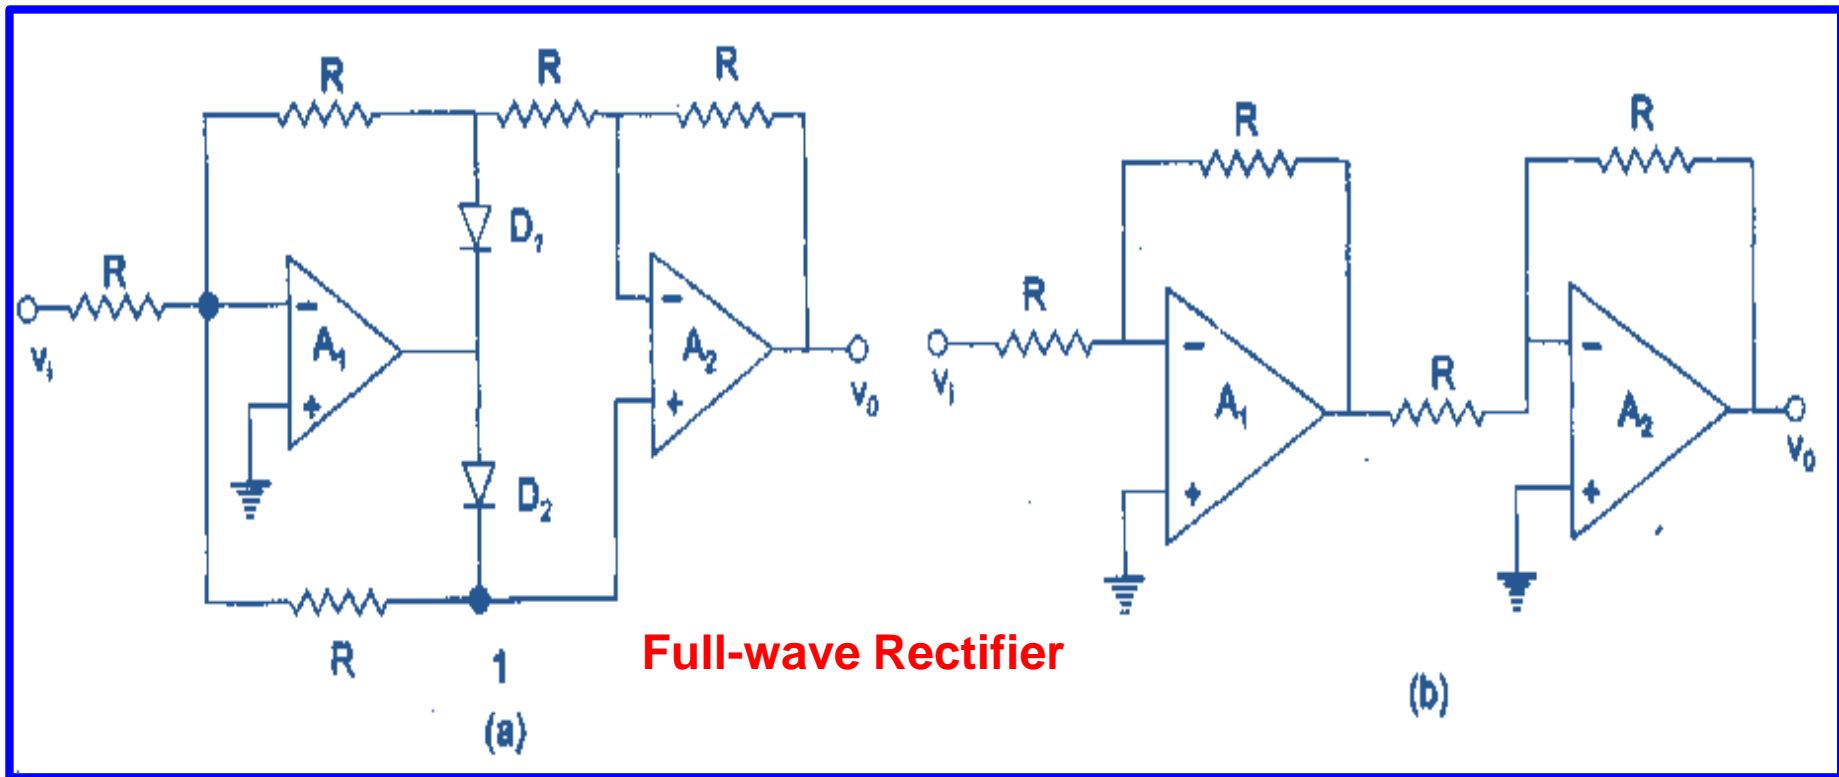 R
R
R
D₁
R
-
A₁
+
vᵢ
-
A₂
+
v₀
D₂
R
1
(a)
Full-wave Rectifier
R
R
R
vᵢ
-
A₁
+
R
-
A₂
+
v₀
(b)